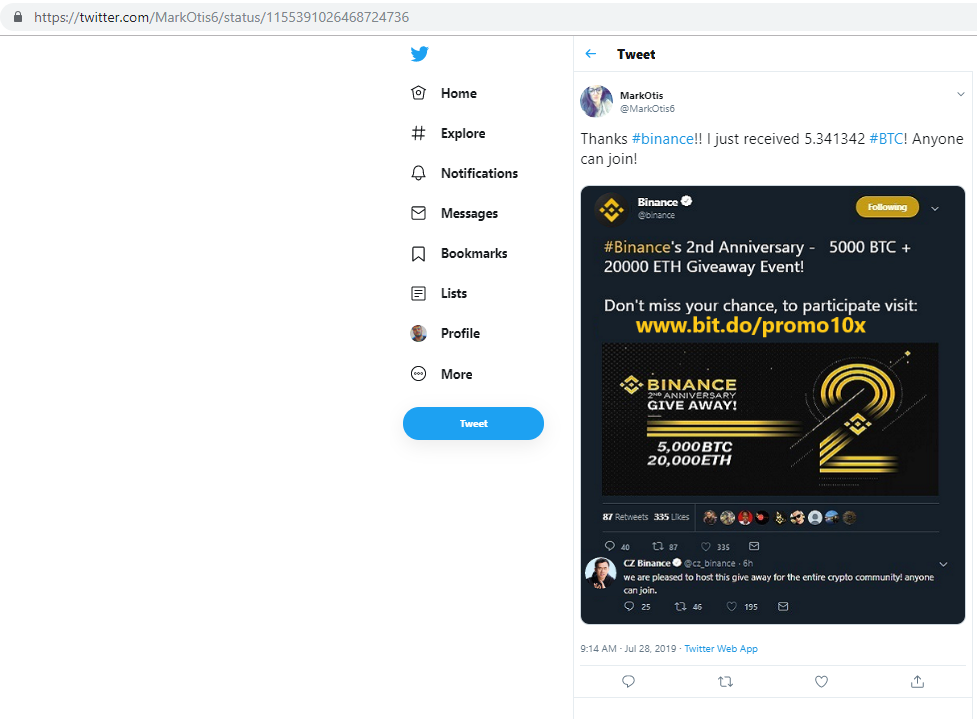 https://twitter.com/MarkOtis6/status/1155391026468724736
Home
Explore
Notifications
Messages
Bookmarks
Lists
Profile
More
Tweet
Tweet
MarkOtis
@MarkOtis6
Thanks #binance!! I just received 5.341342 #BTC! Anyone
can join!
Binance
@binance
Following
#Binance's 2nd Anniversary - 5000 BTC +
20000 ETH Giveaway Event!
Don't miss your chance, to participate visit:
www.bit.do/promo10x
BINANCE
2ND ANNIVERSARY
GIVE AWAY!
5,000BTC
20,000ETH
2
87 Retweets 335 Likes
40 87 335
CZ Binance @cz_binance · 6h
we are pleased to host this give away for the entire crypto community! anyone
can join.
25 46 195
9:14 AM · Jul 28, 2019 · Twitter Web App